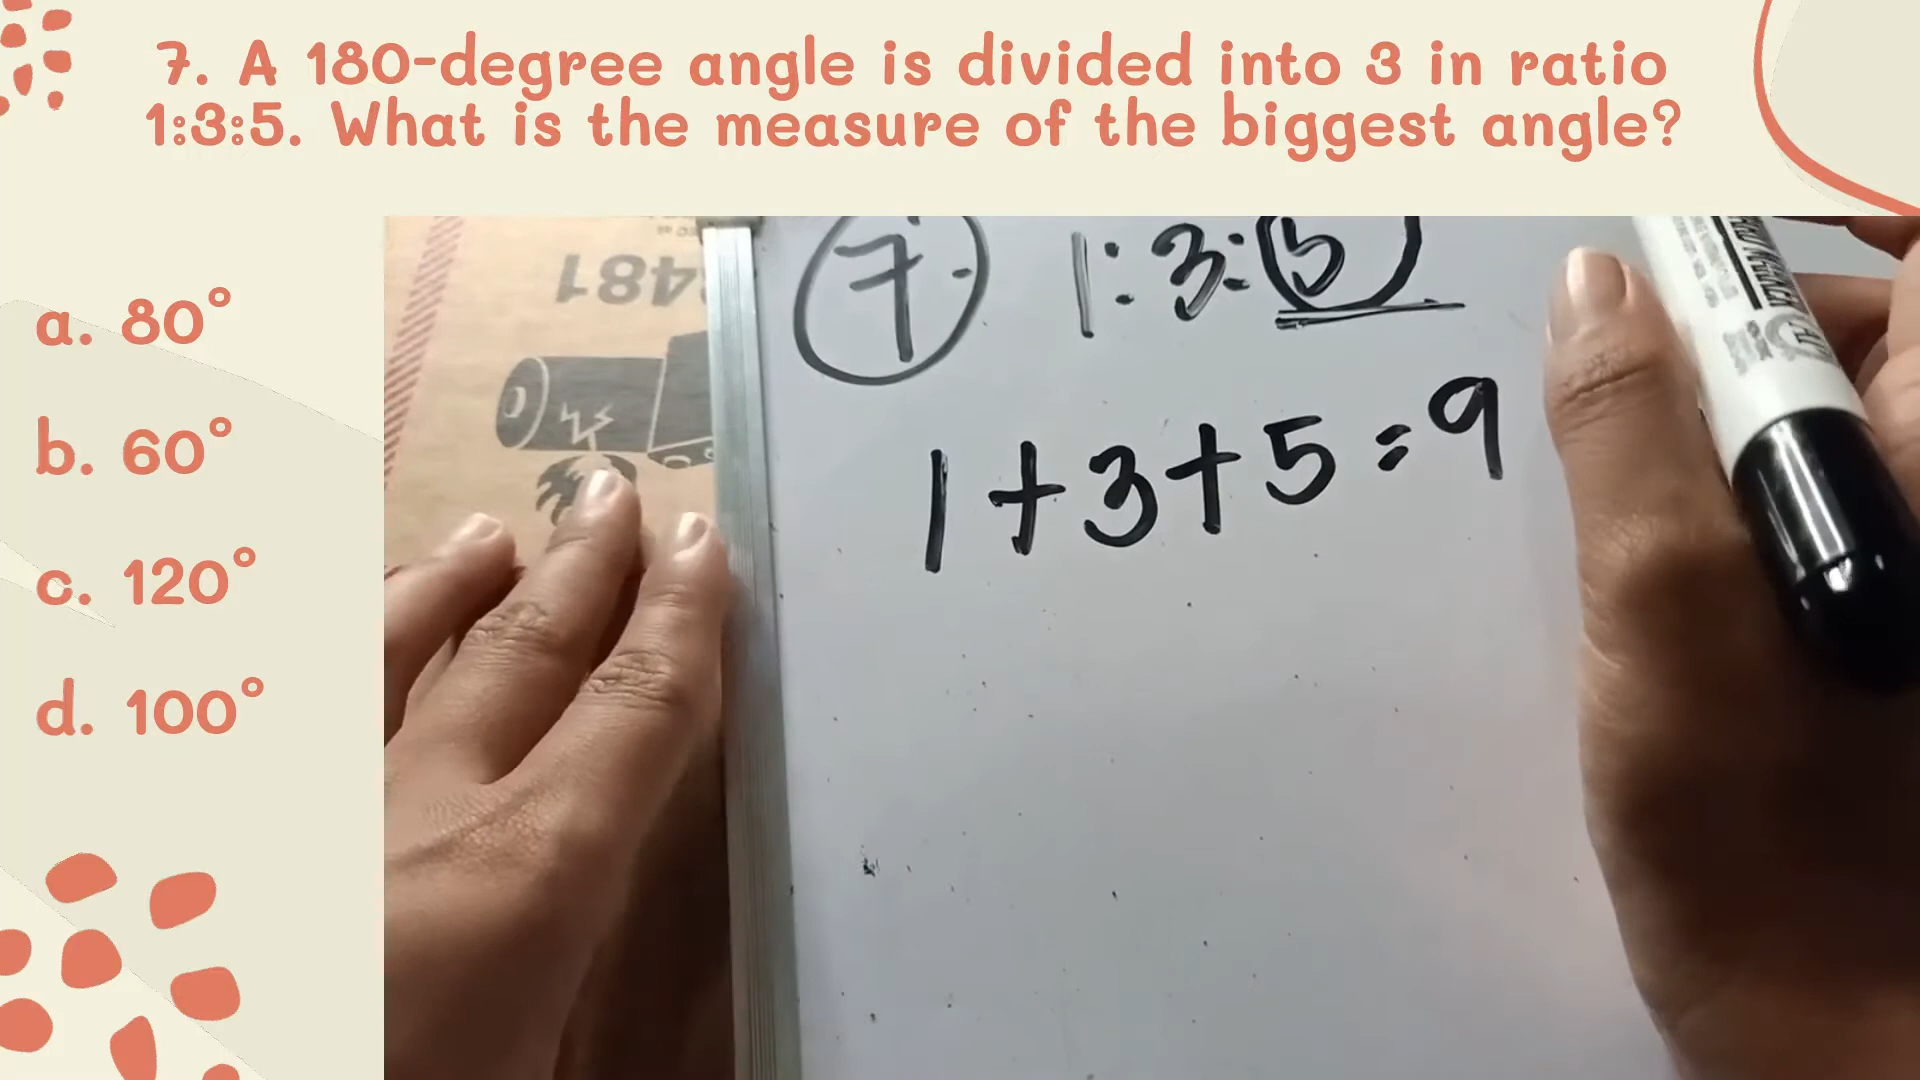 7. A 180-degree angle is divided into 3 in ratio
1:3:5. What is the measure of the biggest angle?
a. 80°
b. 60°
c. 120°
d. 100°
7.
1:3:5
1+3+5=9